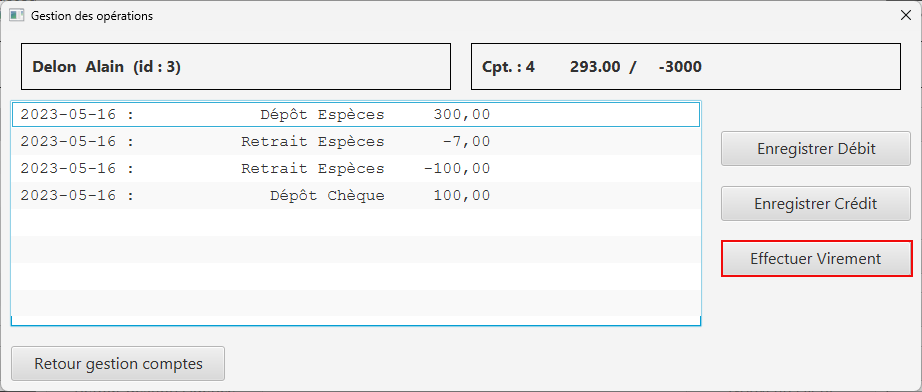 Gestion des opérations
Delon Alain (id : 3)
Cpt. : 4 293.00 / -3000
2023-05-16 : Dépôt Espèces 300,00
2023-05-16 : Retrait Espèces -7,00
2023-05-16 : Retrait Espèces -100,00
2023-05-16 : Dépôt Chèque 100,00
Enregistrer Débit
Enregistrer Crédit
Effectuer Virement
Retour gestion comptes